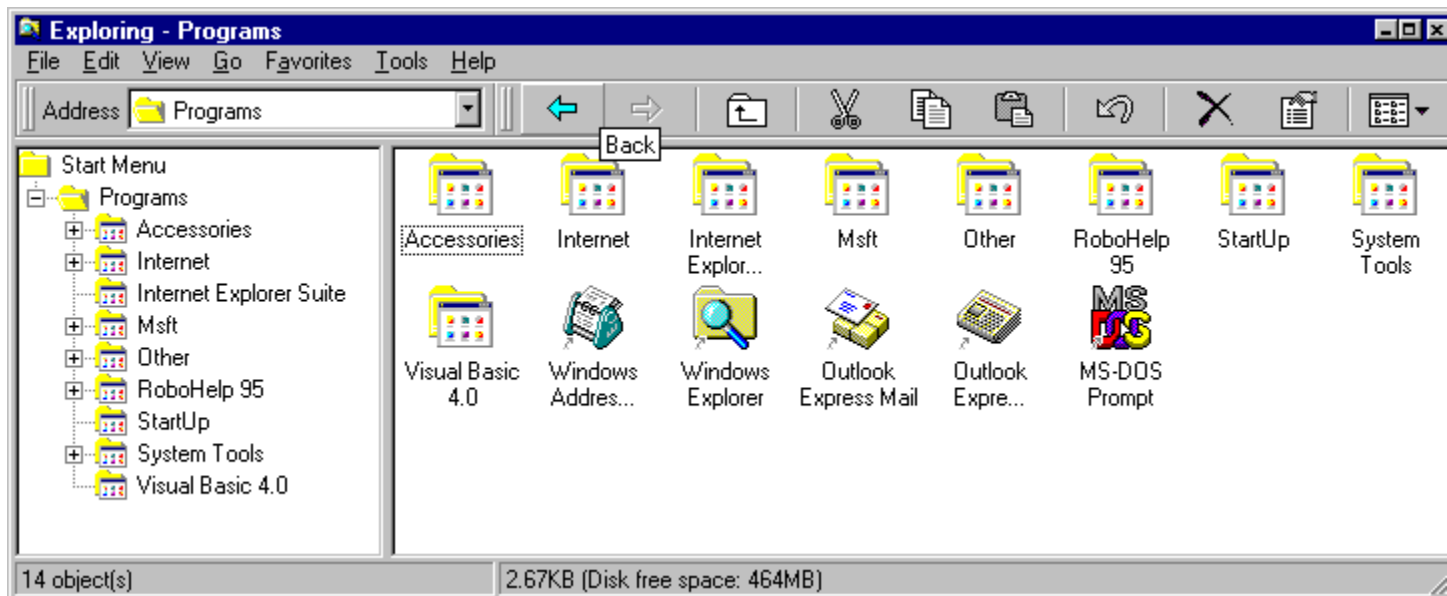 Exploring - Programs
File Edit View Go Favorites Tools Help
Address Programs
Back
Start Menu
Programs
Accessories
Internet
Internet Explorer Suite
Msft
Other
RoboHelp 95
StartUp
System Tools
Visual Basic 4.0
Accessories Internet Internet Explor... Msft Other RoboHelp 95 StartUp System Tools
MS DOS
Visual Basic 4.0 Windows Addres... Windows Explorer Outlook Express Mail Outlook Expre... MS-DOS Prompt
14 object(s) 2.67KB (Disk free space: 464MB)